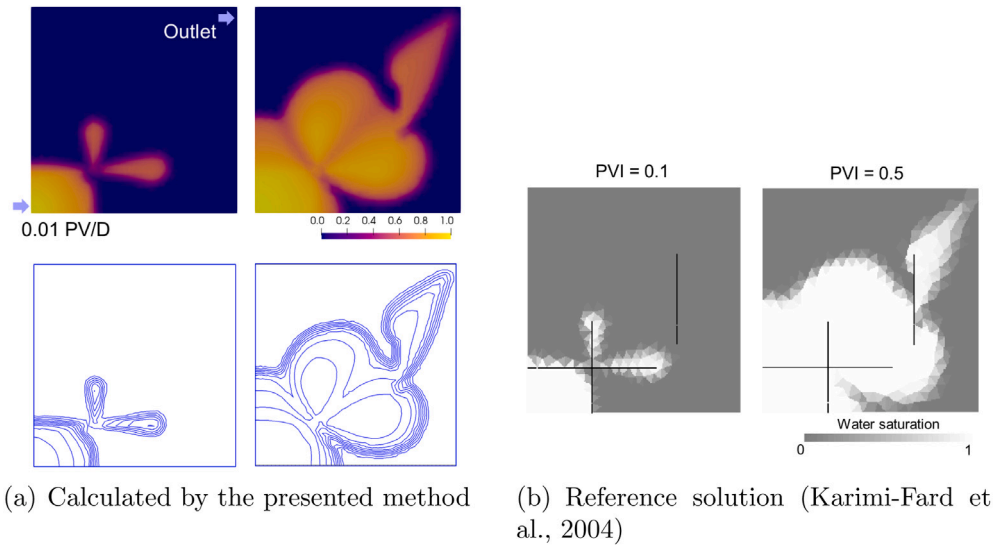 Outlet
0.01 PV/D
0.0 0.2 0.4 0.6 0.8 1.0
(a) Calculated by the presented method
PVI = 0.1
PVI = 0.5
Water saturation
0 1
(b) Reference solution (Karimi-Fard et
al., 2004)